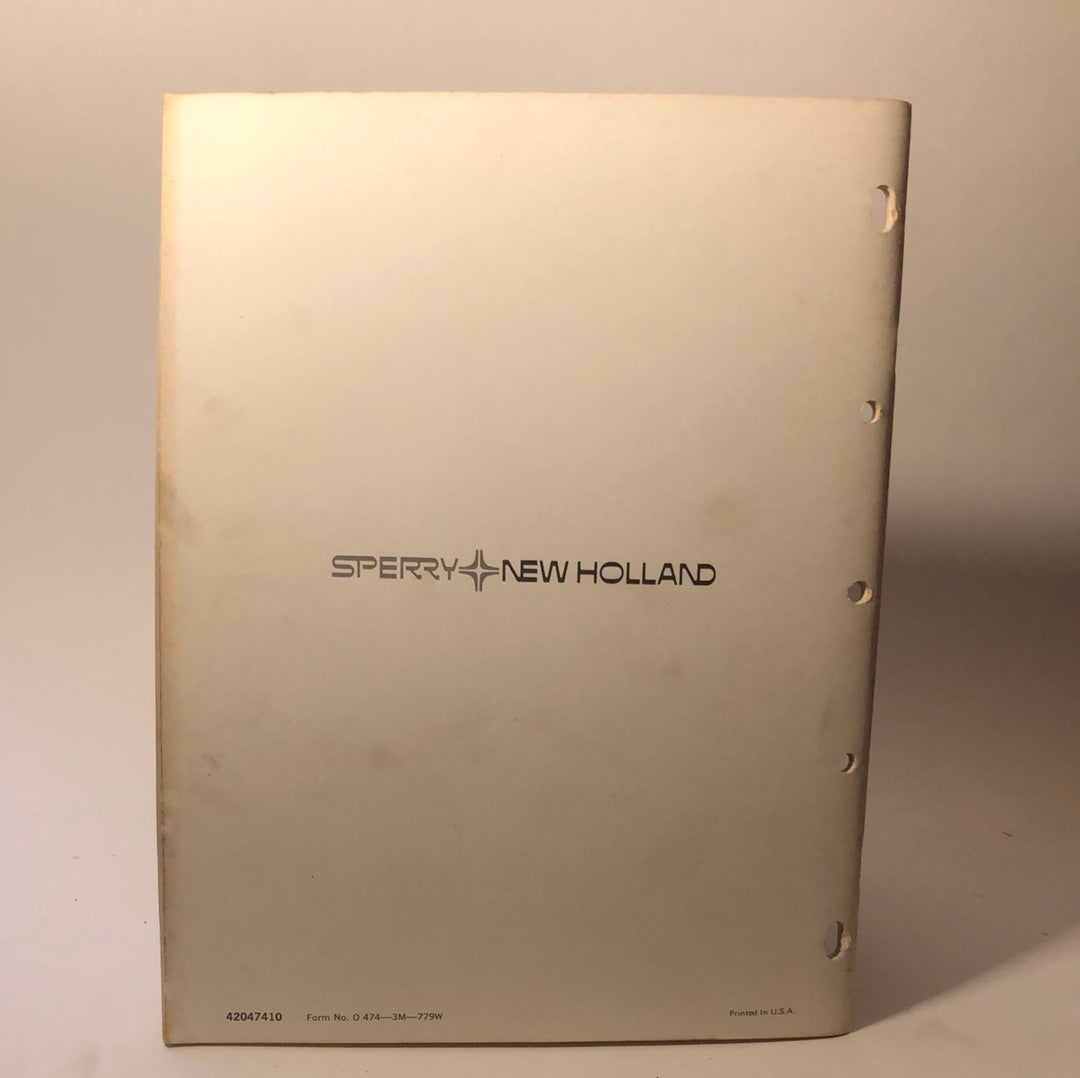 SPERRY NEW HOLLAND
42047410 Form No. O 474—3M—779W Printed In U.S.A.